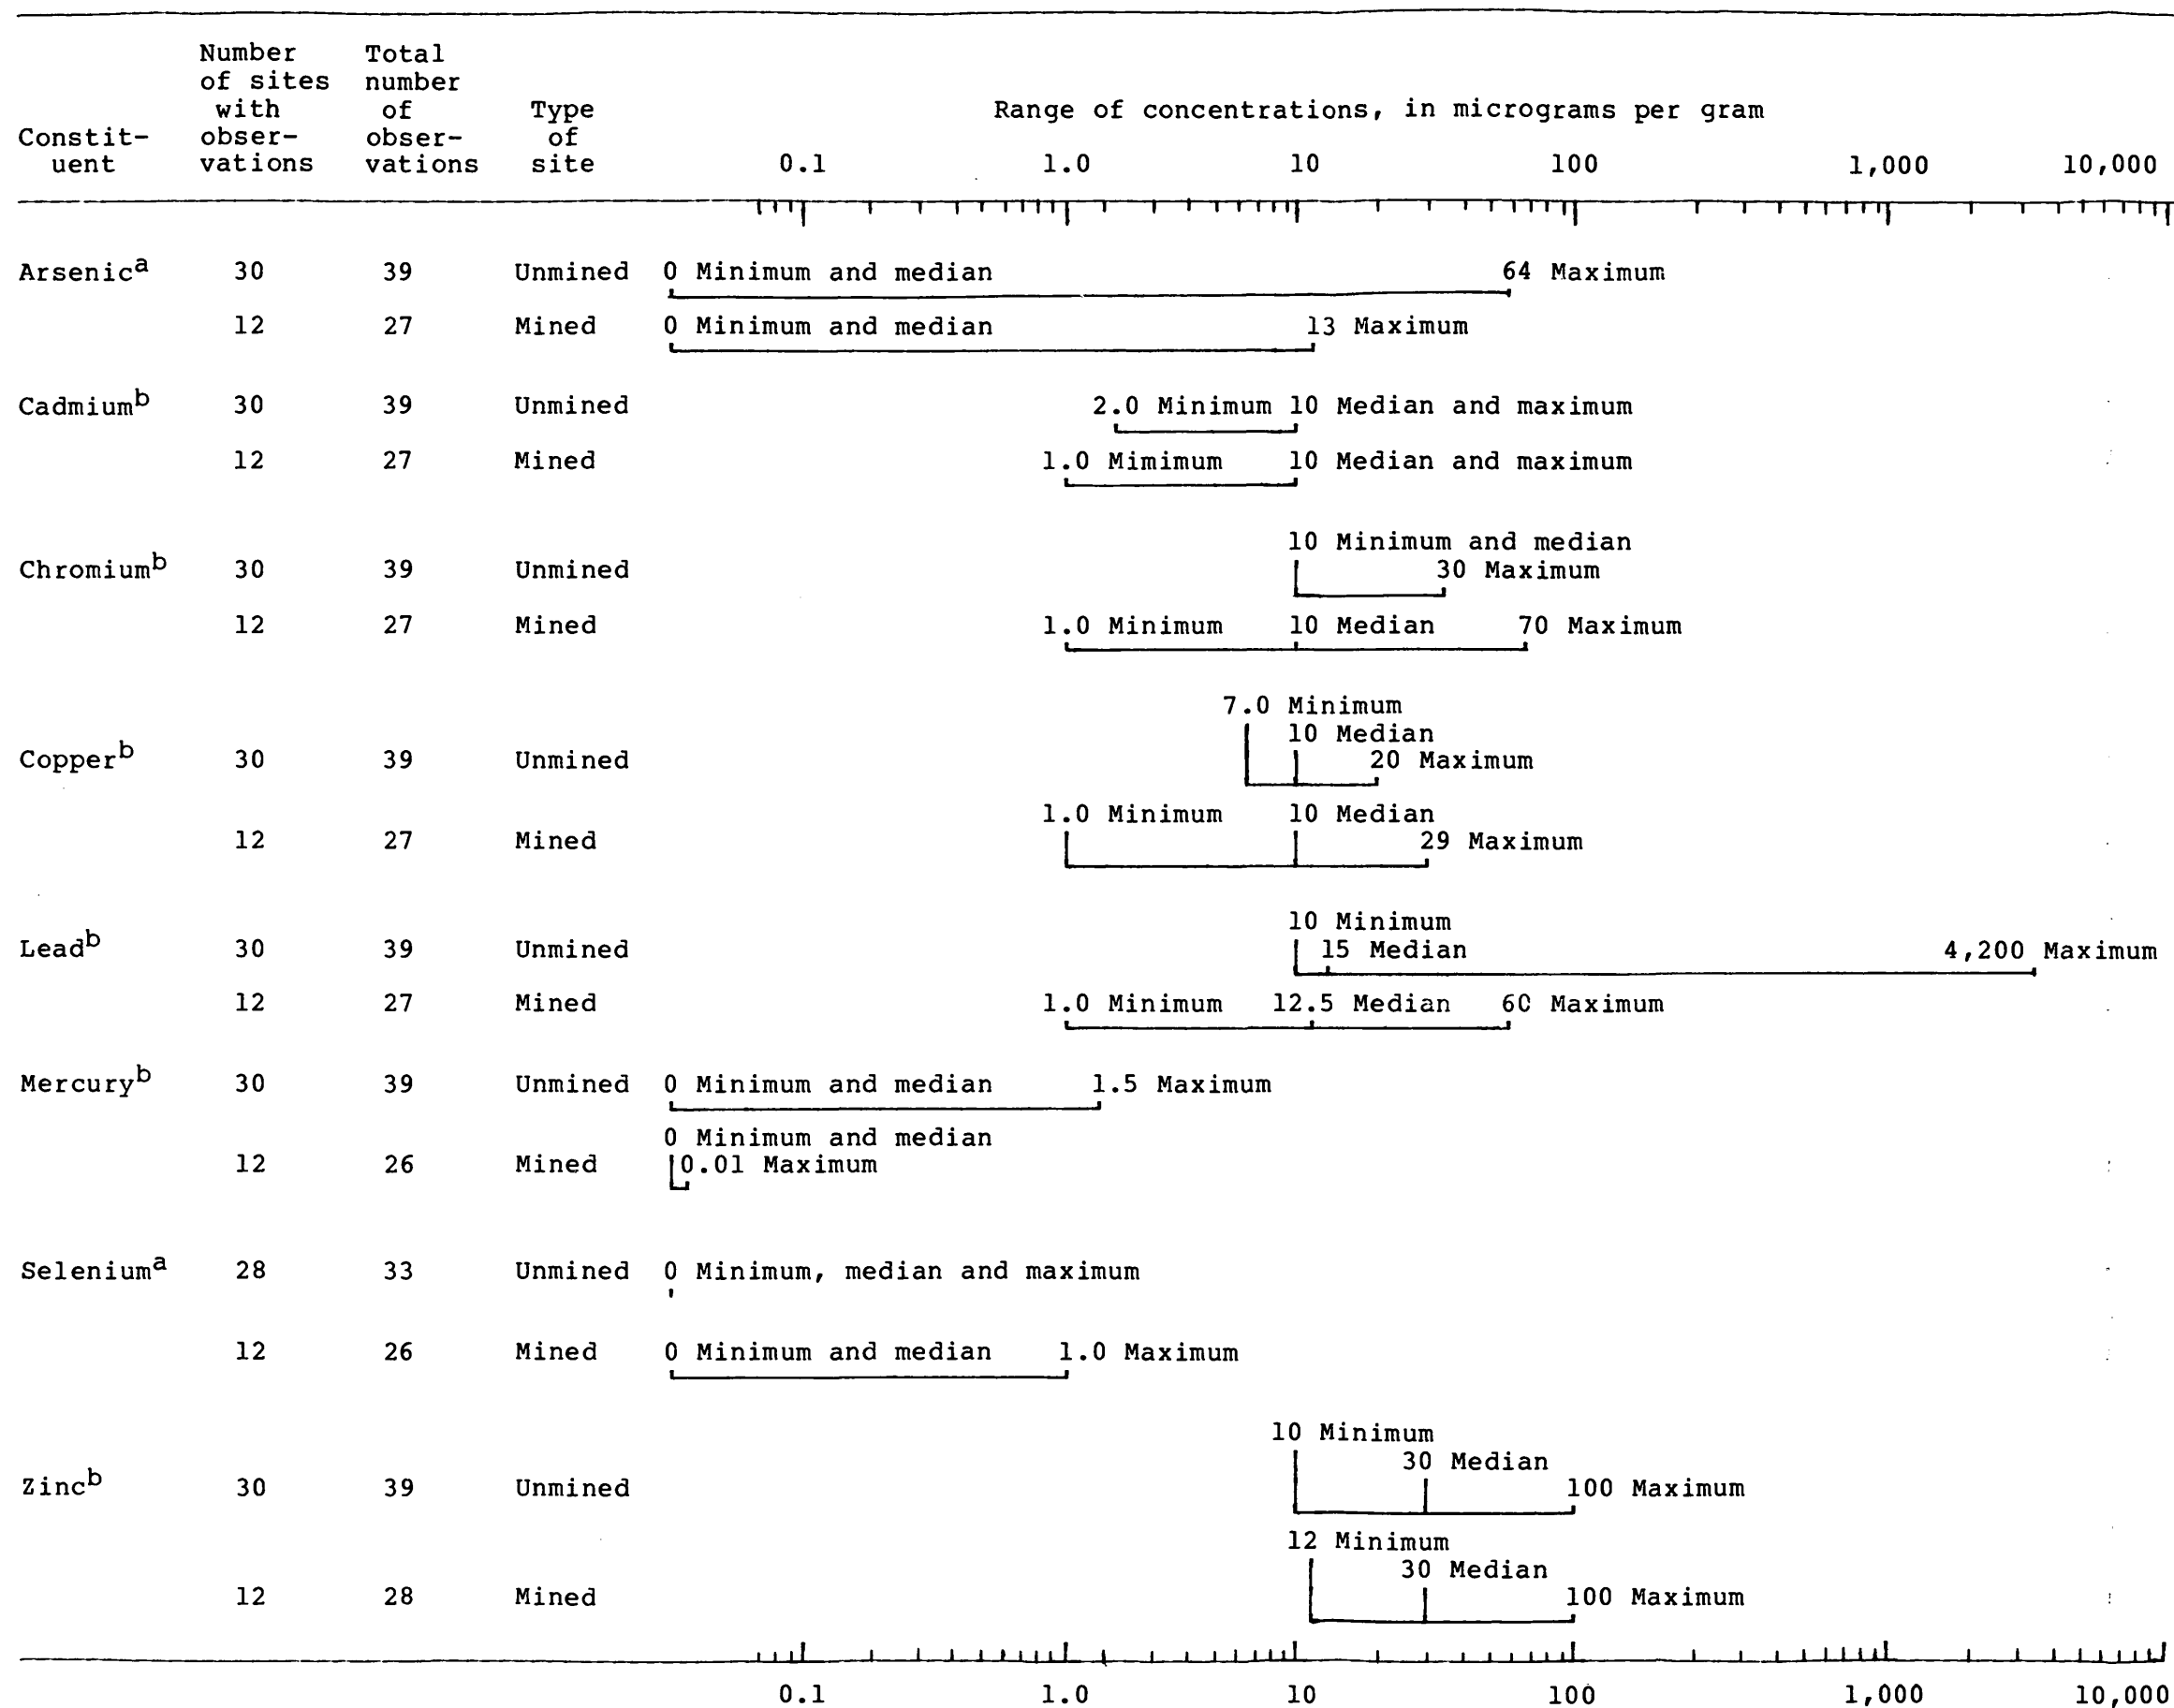 Number Total
of sites number
with of Type Range of concentrations, in micrograms per gram
Constit- obser- obser- of
uent vations vations site 0.1 1.0 10 100 1,000 10,000
Arsenica 30 39 Unmined 0 Minimum and median 64 Maximum
12 27 Mined 0 Minimum and median 13 Maximum
Cadmiumb 30 39 Unmined 2.0 Minimum 10 Median and maximum
12 27 Mined 1.0 Mimimum 10 Median and maximum
10 Minimum and median
Chromiumb 30 39 Unmined 30 Maximum
12 27 Mined 1.0 Minimum 10 Median 70 Maximum
7.0 Minimum
10 Median
Copperb 30 39 Unmined 20 Maximum
1.0 Minimum 10 Median
12 27 Mined 29 Maximum
10 Minimum
Leadb 30 39 Unmined 15 Median 4,200 Maximum
12 27 Mined 1.0 Minimum 12.5 Median 60 Maximum
Mercuryb 30 39 Unmined 0 Minimum and median 1.5 Maximum
0 Minimum and median
12 26 Mined 0.01 Maximum
Seleniuma 28 33 Unmined 0 Minimum, median and maximum
12 26 Mined 0 Minimum and median 1.0 Maximum
10 Minimum
30 Median
Zincb 30 39 Unmined 100 Maximum
12 Minimum
30 Median
12 28 Mined 100 Maximum
0.1 1.0 10 100 1,000 10,000